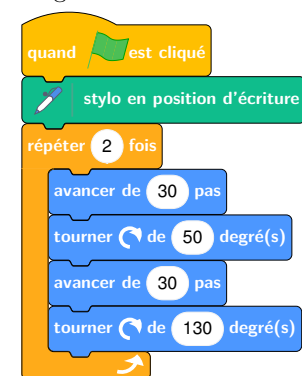 quand est cliqué
stylo en position d'écriture
répéter 2 fois
avancer de 30 pas
tourner de 50 degré(s)
avancer de 30 pas
tourner de 130 degré(s)